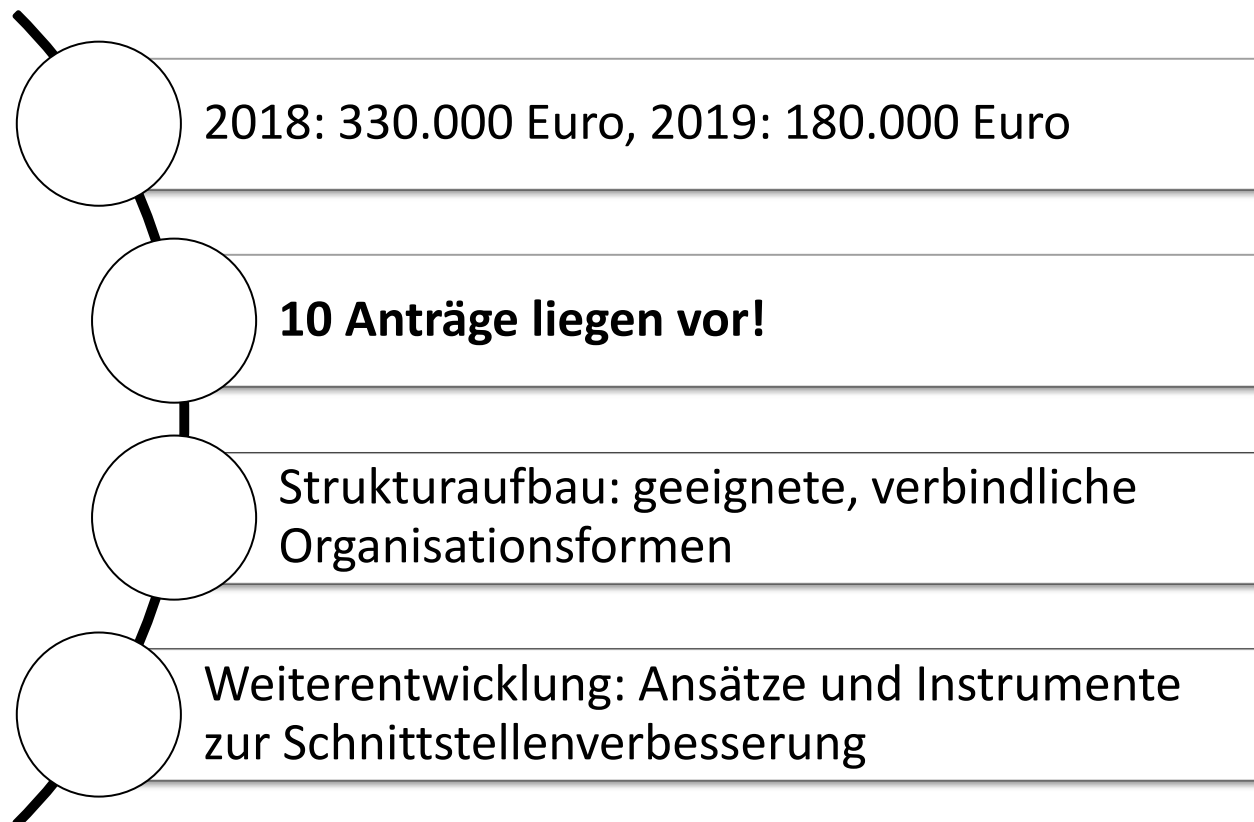 2018: 330.000 Euro, 2019: 180.000 Euro
10 Anträge liegen vor!
Strukturaufbau: geeignete, verbindliche
Organisationsformen
Weiterentwicklung: Ansätze und Instrumente
zur Schnittstellenverbesserung